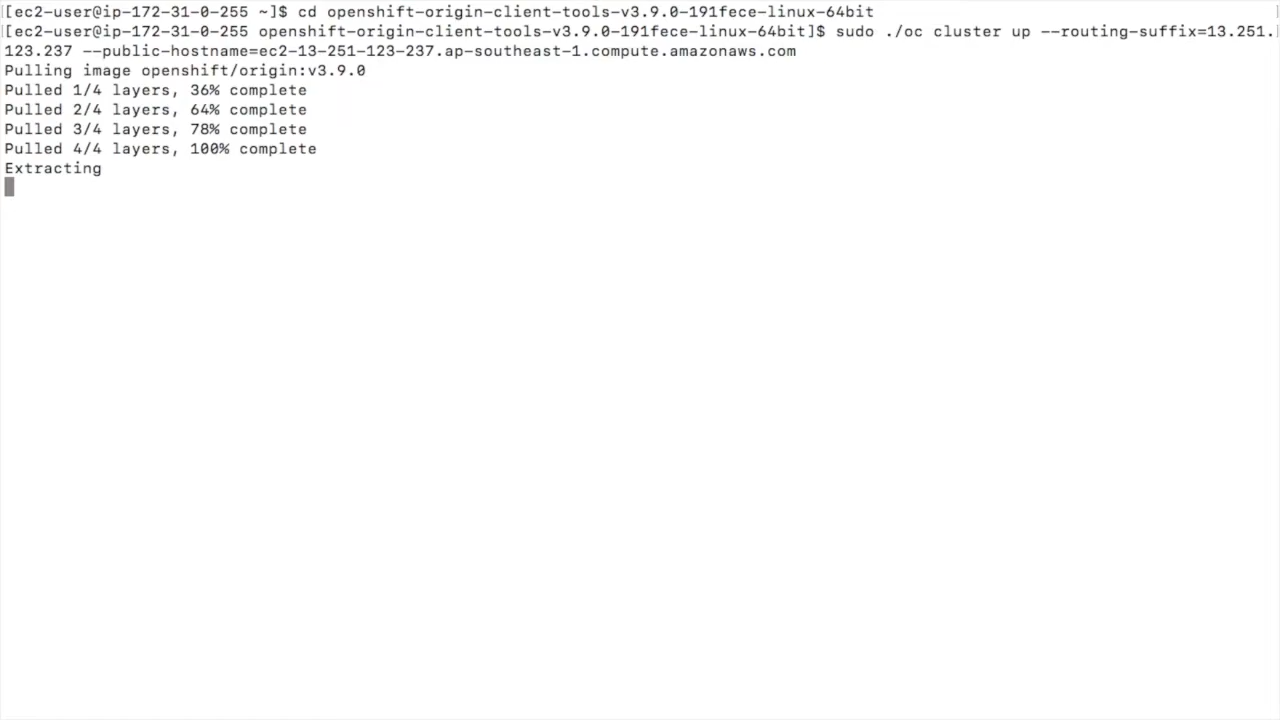 [ec2-user@ip-172-31-0-255 ~]$ cd openshift-origin-client-tools-v3.9.0-191fece-linux-64bit
[ec2-user@ip-172-31-0-255 openshift-origin-client-tools-v3.9.0-191fece-linux-64bit]$ sudo ./oc cluster up --routing-suffix=13.251.
123.237 --public-hostname=ec2-13-251-123-237.ap-southeast-1.compute.amazonaws.com
Pulling image openshift/origin:v3.9.0
Pulled 1/4 layers, 36% complete
Pulled 2/4 layers, 64% complete
Pulled 3/4 layers, 78% complete
Pulled 4/4 layers, 100% complete
Extracting